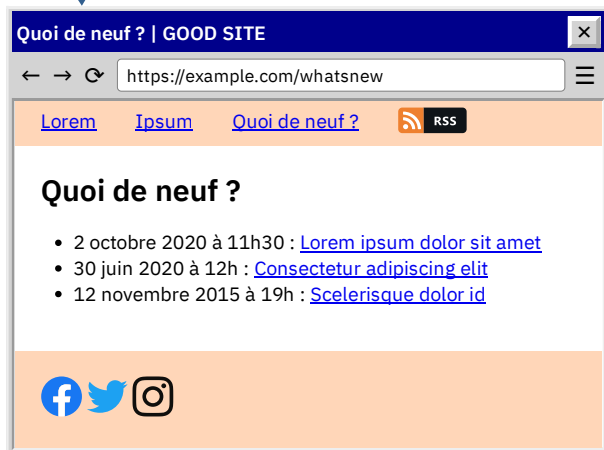 Quoi de neuf ? | GOOD SITE
https://example.com/whatsnew
Lorem Ipsum Quoi de neuf ? RSS
Quoi de neuf ?
• 2 octobre 2020 à 11h30 : Lorem ipsum dolor sit amet
• 30 juin 2020 à 12h : Consectetur adipiscing elit
• 12 novembre 2015 à 19h : Scelerisque dolor id